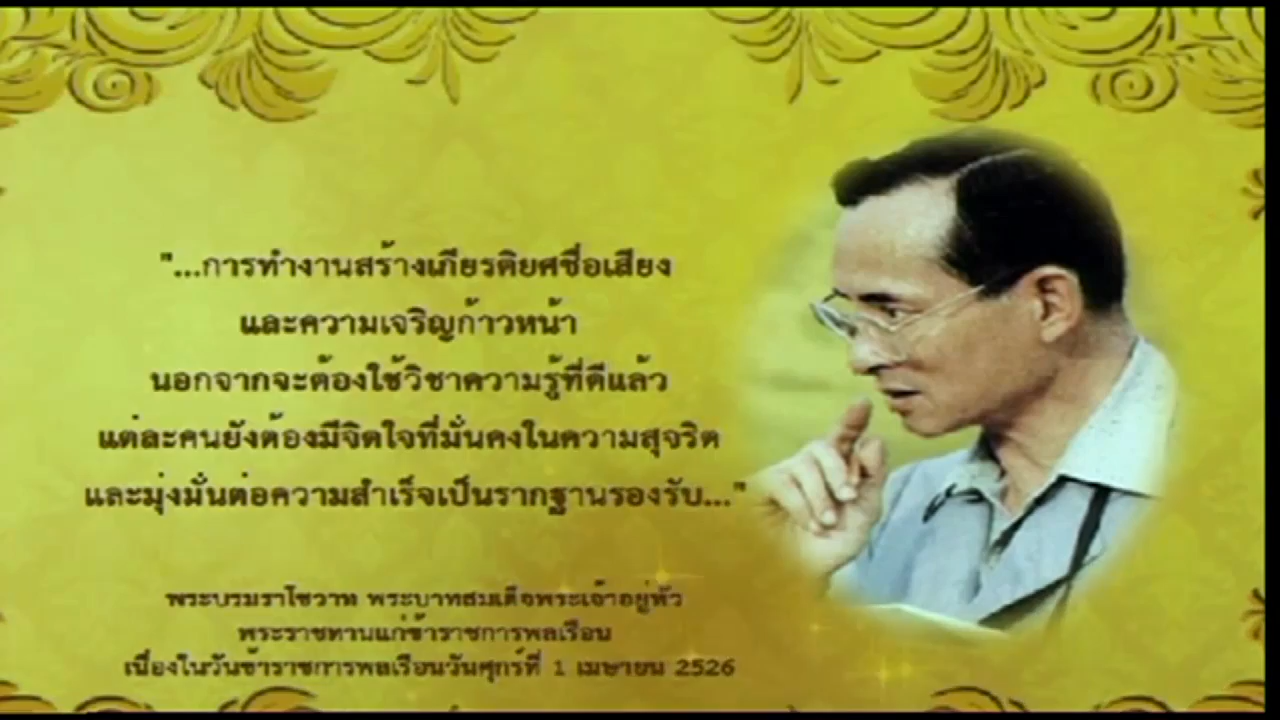 "...การทำงานสร้างเกียรติยศชื่อเสียง
และความเจริญก้าวหน้า
นอกจากจะต้องใช้วิชาความรู้ที่ดีแล้ว
แต่ละคนยังต้องมีจิตใจที่มั่นคงในความสุจริต
และมุ่งมั่นต่อความสำเร็จเป็นรากฐานรองรับ..."
พระบรมราโชวาท พระบาทสมเด็จพระเจ้าอยู่หัว
พระราชทานแก่ข้าราชการพลเรือน
เนื่องในวันข้าราชการพลเรือนวันศุกร์ที่ 1 เมษายน 2526